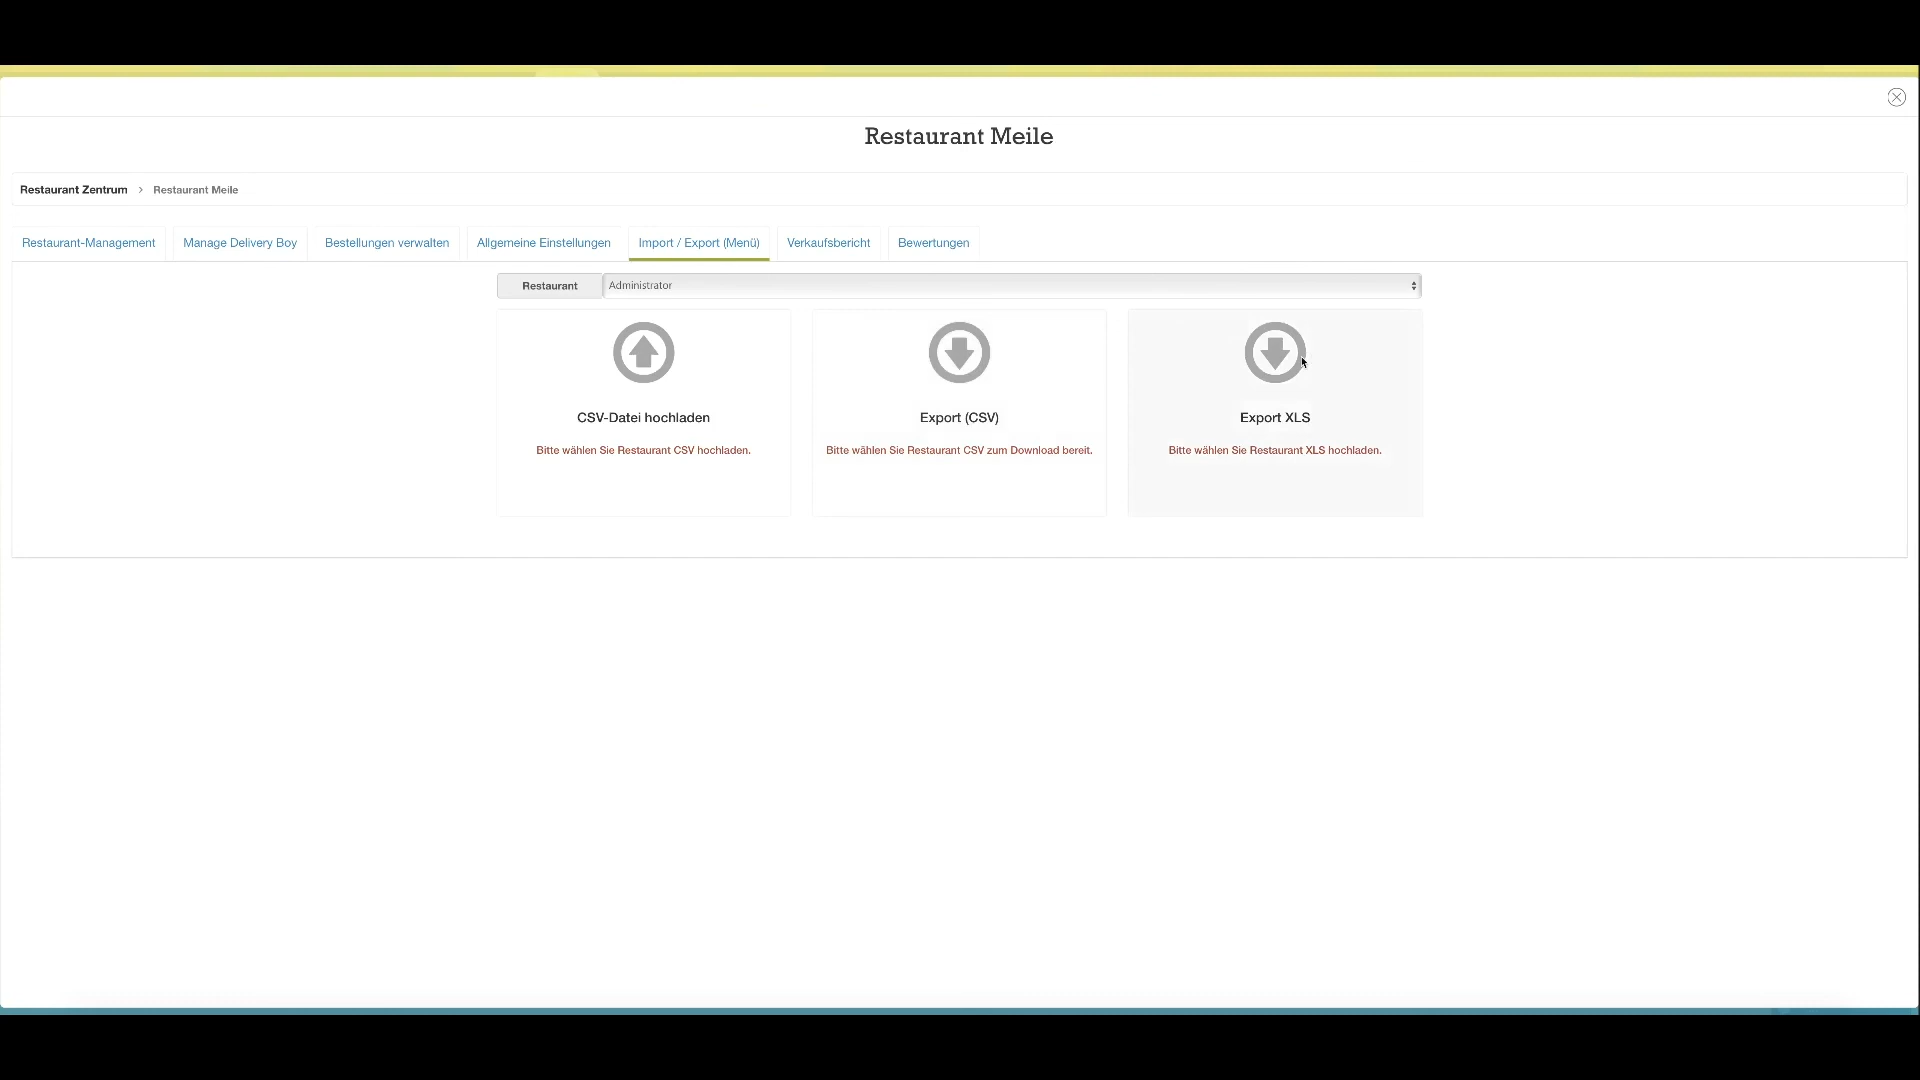 Restaurant Meile
Restaurant Zentrum > Restaurant Meile
Restaurant-Management Manage Delivery Boy Bestellungen verwalten Allgemeine Einstellungen Import / Export (Menü) Verkaufsbericht Bewertungen
Restaurant Administrator
CSV-Datei hochladen Export (CSV) Export XLS
Bitte wählen Sie Restaurant CSV hochladen. Bitte wählen Sie Restaurant CSV zum Download bereit. Bitte wählen Sie Restaurant XLS hochladen.